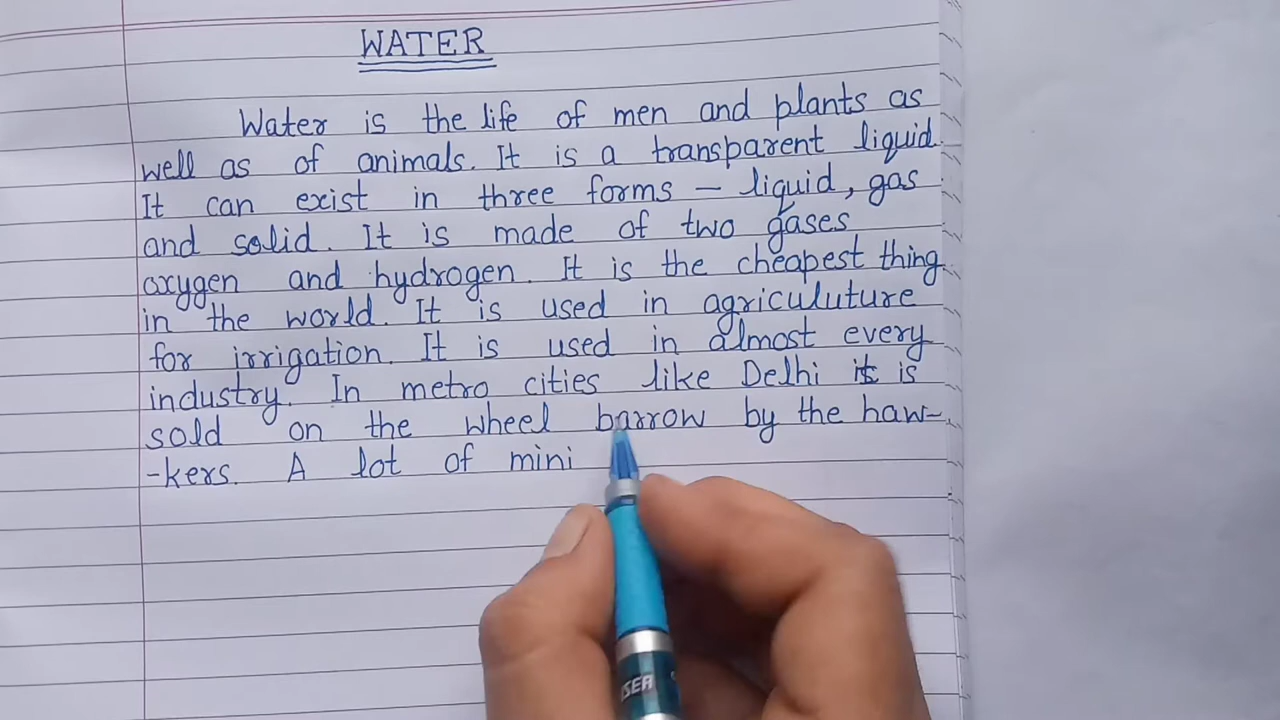 WATER
Water is the life of men and plants as
well as of animals. It is a transparent liquid.
It can exist in three forms – liquid, gas
and solid. It is made of two gases
oxygen and hydrogen. It is the cheapest thing
in the world. It is used in agricululture
for irrigation. It is used in almost every
industry. In metro cities like Delhi it is
sold on the wheel barrow by the haw-
-kers. A lot of mini